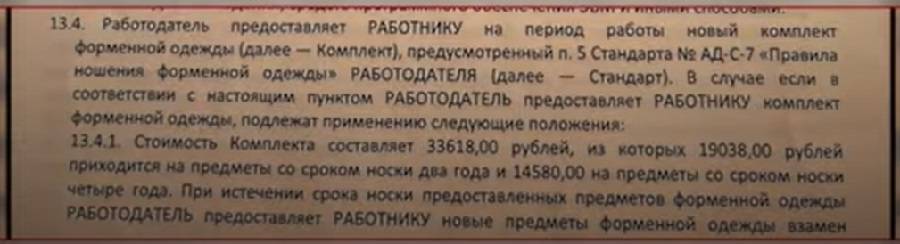 13.4. Работодатель предоставляет РАБОТНИКУ на период работы новый комплект
форменной одежды (далее — Комплект), предусмотренный п. 5 Стандарта № АД-С-7 «Правила
ношения форменной одежды» РАБОТОДАТЕЛЯ (далее — Стандарт). В случае если в
соответствии с настоящим пунктом РАБОТОДАТЕЛЬ предоставляет РАБОТНИКУ комплект
форменной одежды, подлежат применению следующие положения:
13.4.1. Стоимость Комплекта составляет 33618,00 рублей, из которых 19038,00 рублей
приходится на предметы со сроком носки два года и 14580,00 на предметы со сроком носки
четыре года. При истечении срока носки предоставленных предметов форменной одежды
РАБОТОДАТЕЛЬ предоставляет РАБОТНИКУ новые предметы форменной одежды взамен